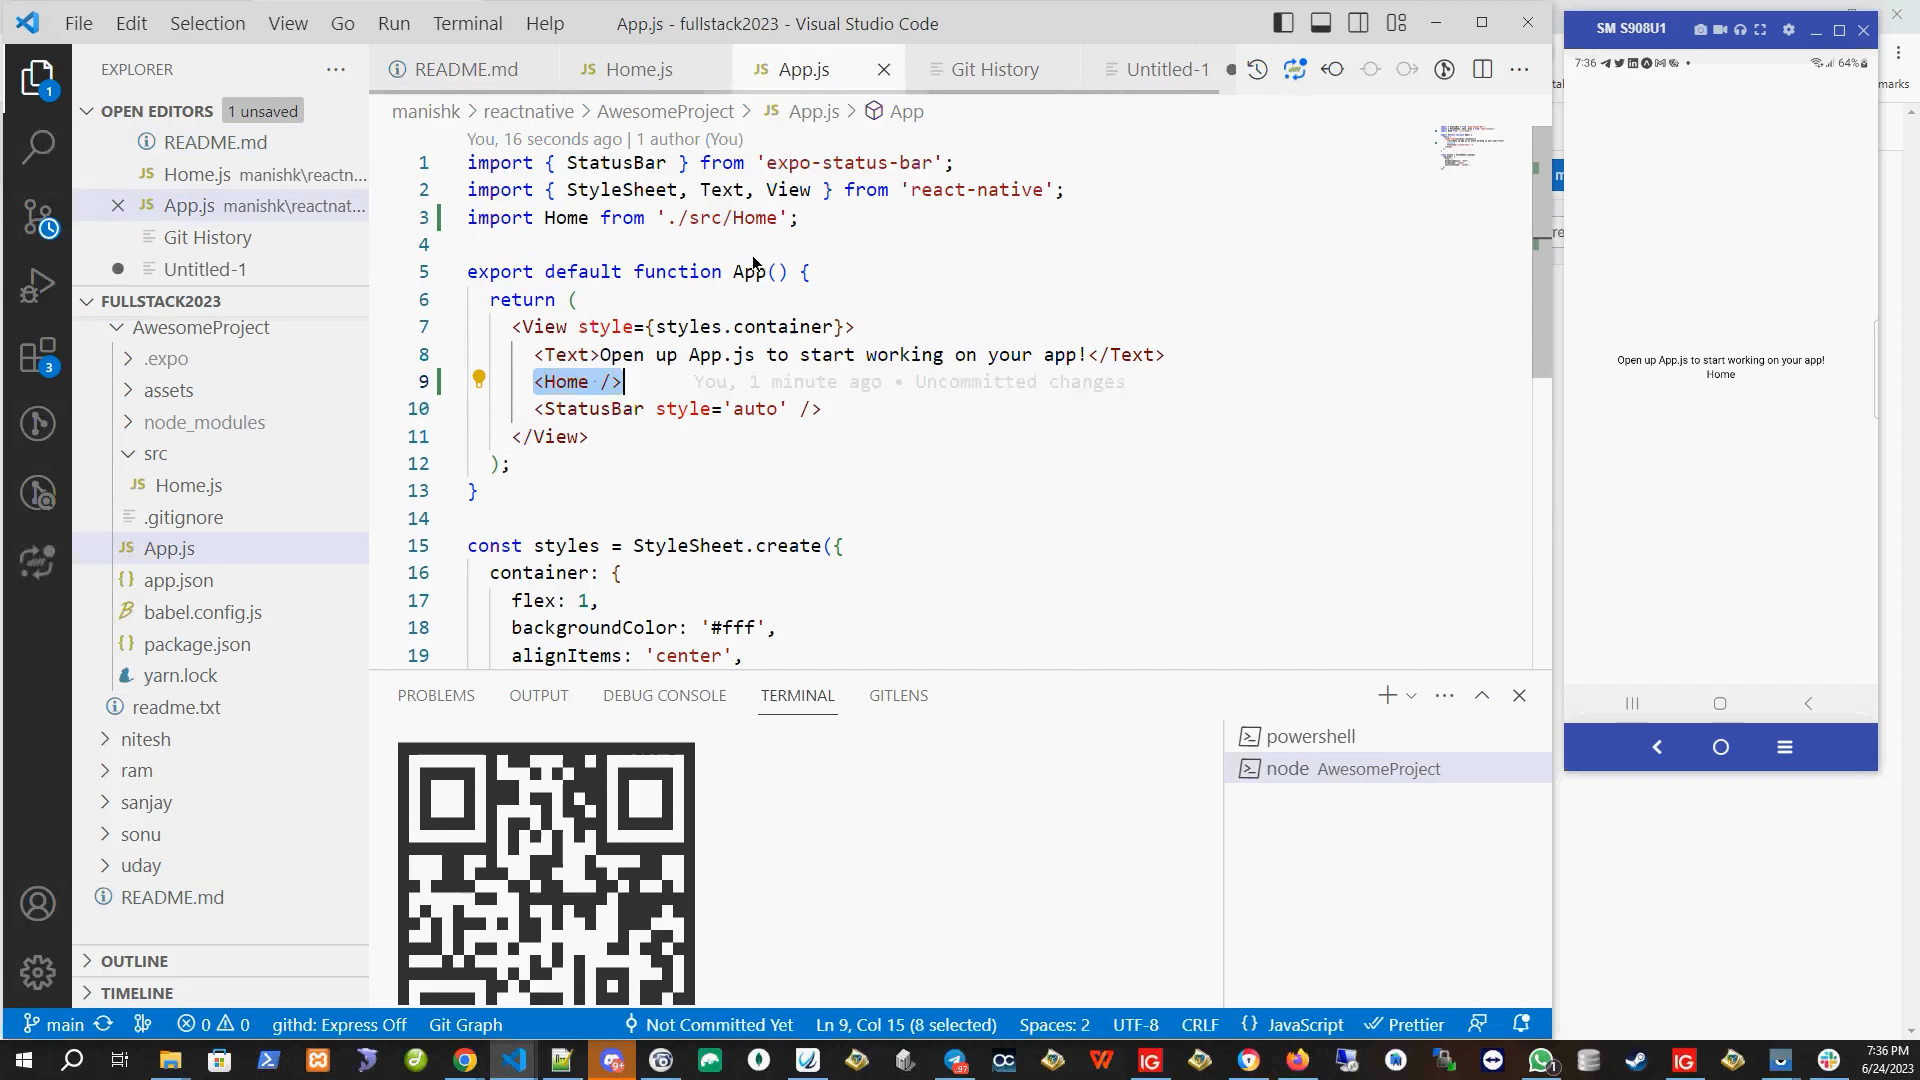 File Edit Selection View Go Run Terminal Help
App.js - fullstack2023 - Visual Studio Code
EXPLORER
OPEN EDITORS 1 unsaved
README.md
Home.js manishk\reactn...
App.js manishk\reactnat...
Git History
Untitled-1
FULLSTACK2023
AwesomeProject
.expo
assets
node_modules
src
Home.js
.gitignore
App.js
app.json
babel.config.js
package.json
yarn.lock
readme.txt
nitesh
ram
sanjay
sonu
uday
README.md
OUTLINE
TIMELINE
README.md Home.js App.js Git History Untitled-1
manishk > reactnative > AwesomeProject > JS App.js > App
You, 16 seconds ago | 1 author (You)
1 import { StatusBar } from 'expo-status-bar';
2 import { StyleSheet, Text, View } from 'react-native';
3 import Home from './src/Home';
4
5 export default function App() {
6 return (
7 <View style={styles.container}>
8 <Text>Open up App.js to start working on your app!</Text>
9 <Home /> You, 1 minute ago • Uncommitted changes
10 <StatusBar style='auto' />
11 </View>
12 );
13 }
14
15 const styles = StyleSheet.create({
16 container: {
17 flex: 1,
18 backgroundColor: '#fff',
19 alignItems: 'center',
PROBLEMS OUTPUT DEBUG CONSOLE TERMINAL GITLENS
powershell
node AwesomeProject
main 0 0 githd: Express Off Git Graph Not Committed Yet Ln 9, Col 15 (8 selected) Spaces: 2 UTF-8 CRLF {} JavaScript Prettier
SM S908U1
7:36 64%
Open up App.js to start working on your app!
Home
marks
7:36 PM
6/24/2023